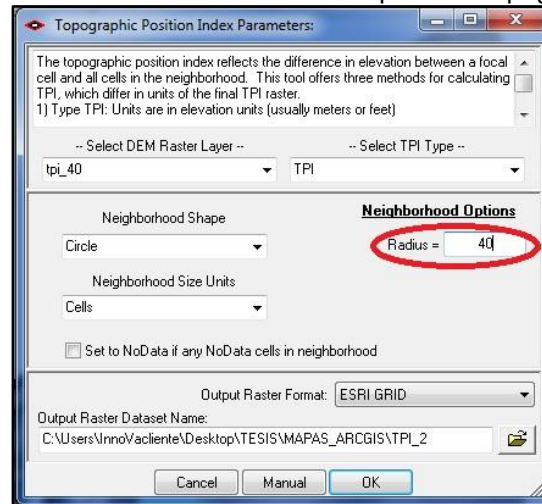 Topographic Position Index Parameters:
The topographic position index reflects the difference in elevation between a focal
cell and all cells in the neighborhood. This tool offers three methods for calculating
TPI, which differ in units of the final TPI raster.
1) Type TPI: Units are in elevation units (usually meters or feet)
-- Select DEM Raster Layer --
-- Select TPI Type --
tpi_40
TPI
Neighborhood Shape
Neighborhood Options
Circle
Radius = 40
Neighborhood Size Units
Cells
Set to NoData if any NoData cells in neighborhood
Output Raster Format: ESRI GRID
Output Raster Dataset Name:
C:\Users\InnoVacliente\Desktop\TESIS\MAPAS_ARCGIS\TPI_2
Cancel Manual OK